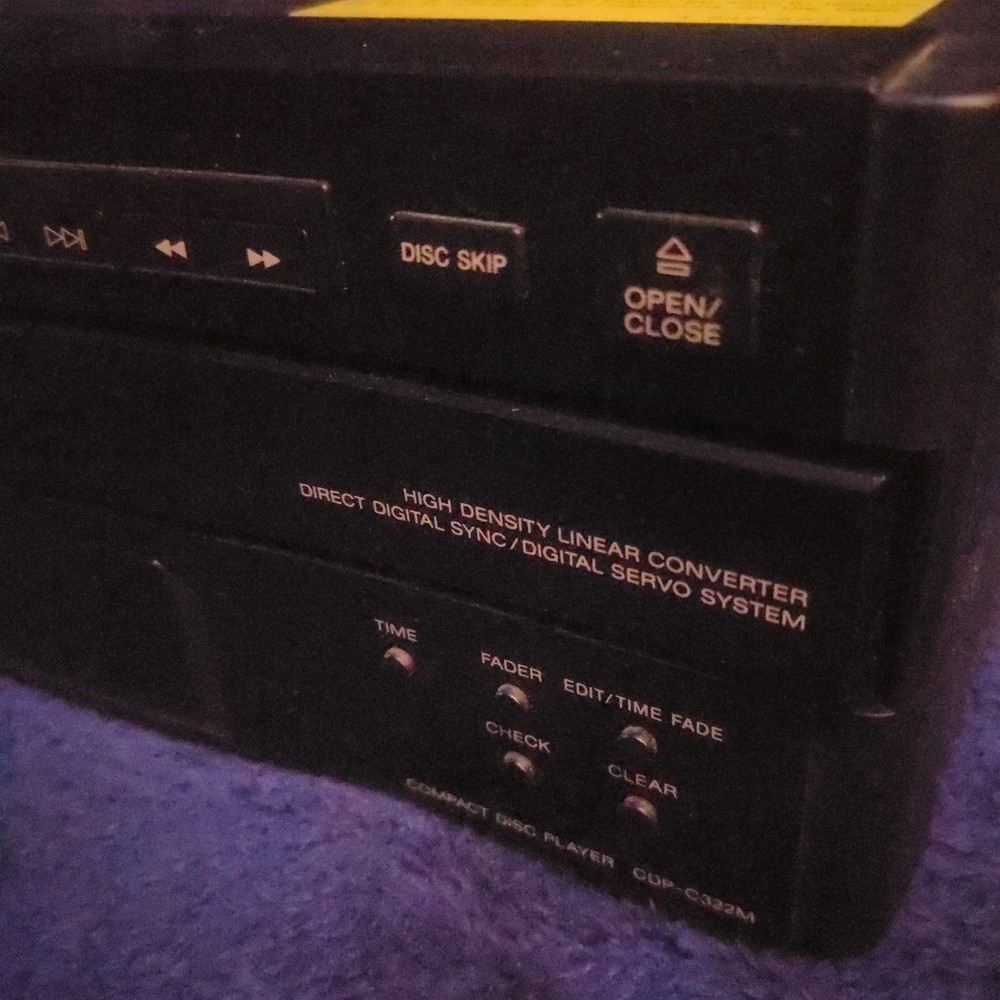 DISC SKIP
OPEN/
CLOSE
HIGH DENSITY LINEAR CONVERTER
DIRECT DIGITAL SYNC/DIGITAL SERVO SYSTEM
TIME
FADER
EDIT/TIME FADE
CHECK
CLEAR
COMPACT DISC PLAYER CDP-C322M